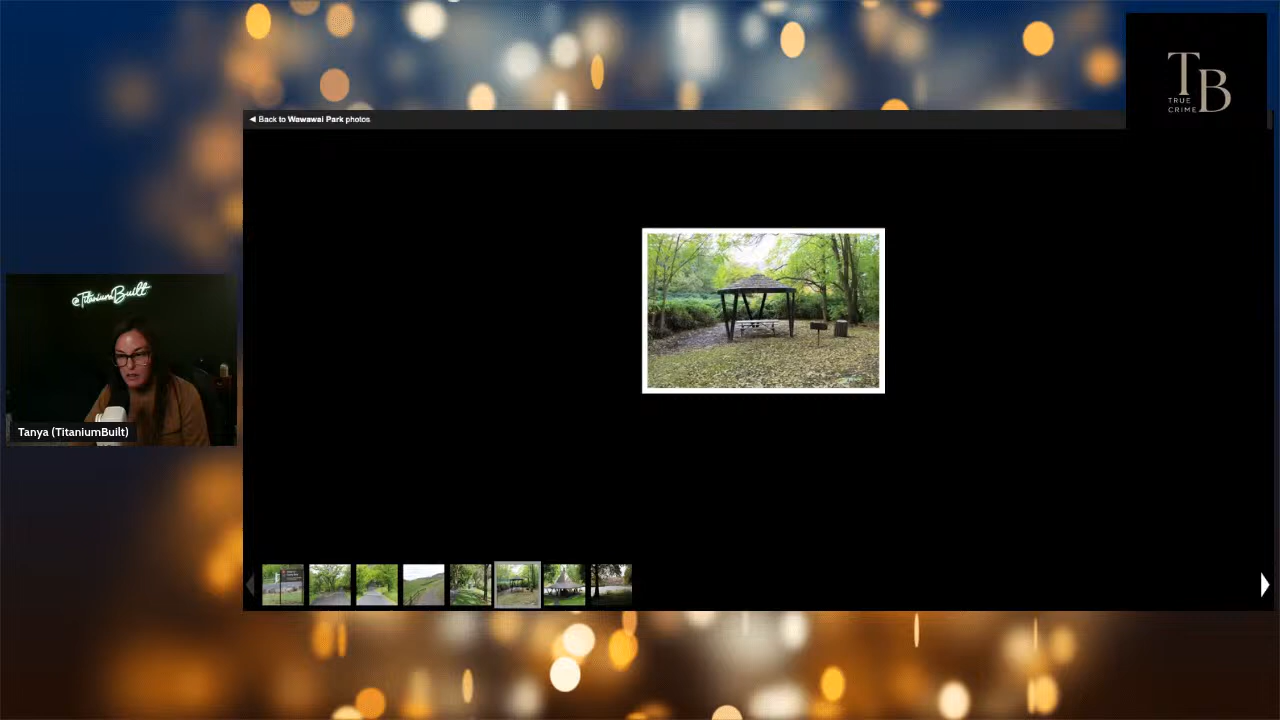 ◀ Back to Wawawai Park photos
TB
TRUE
CRIME
@TitaniumBuilt
Tanya (TitaniumBuilt)